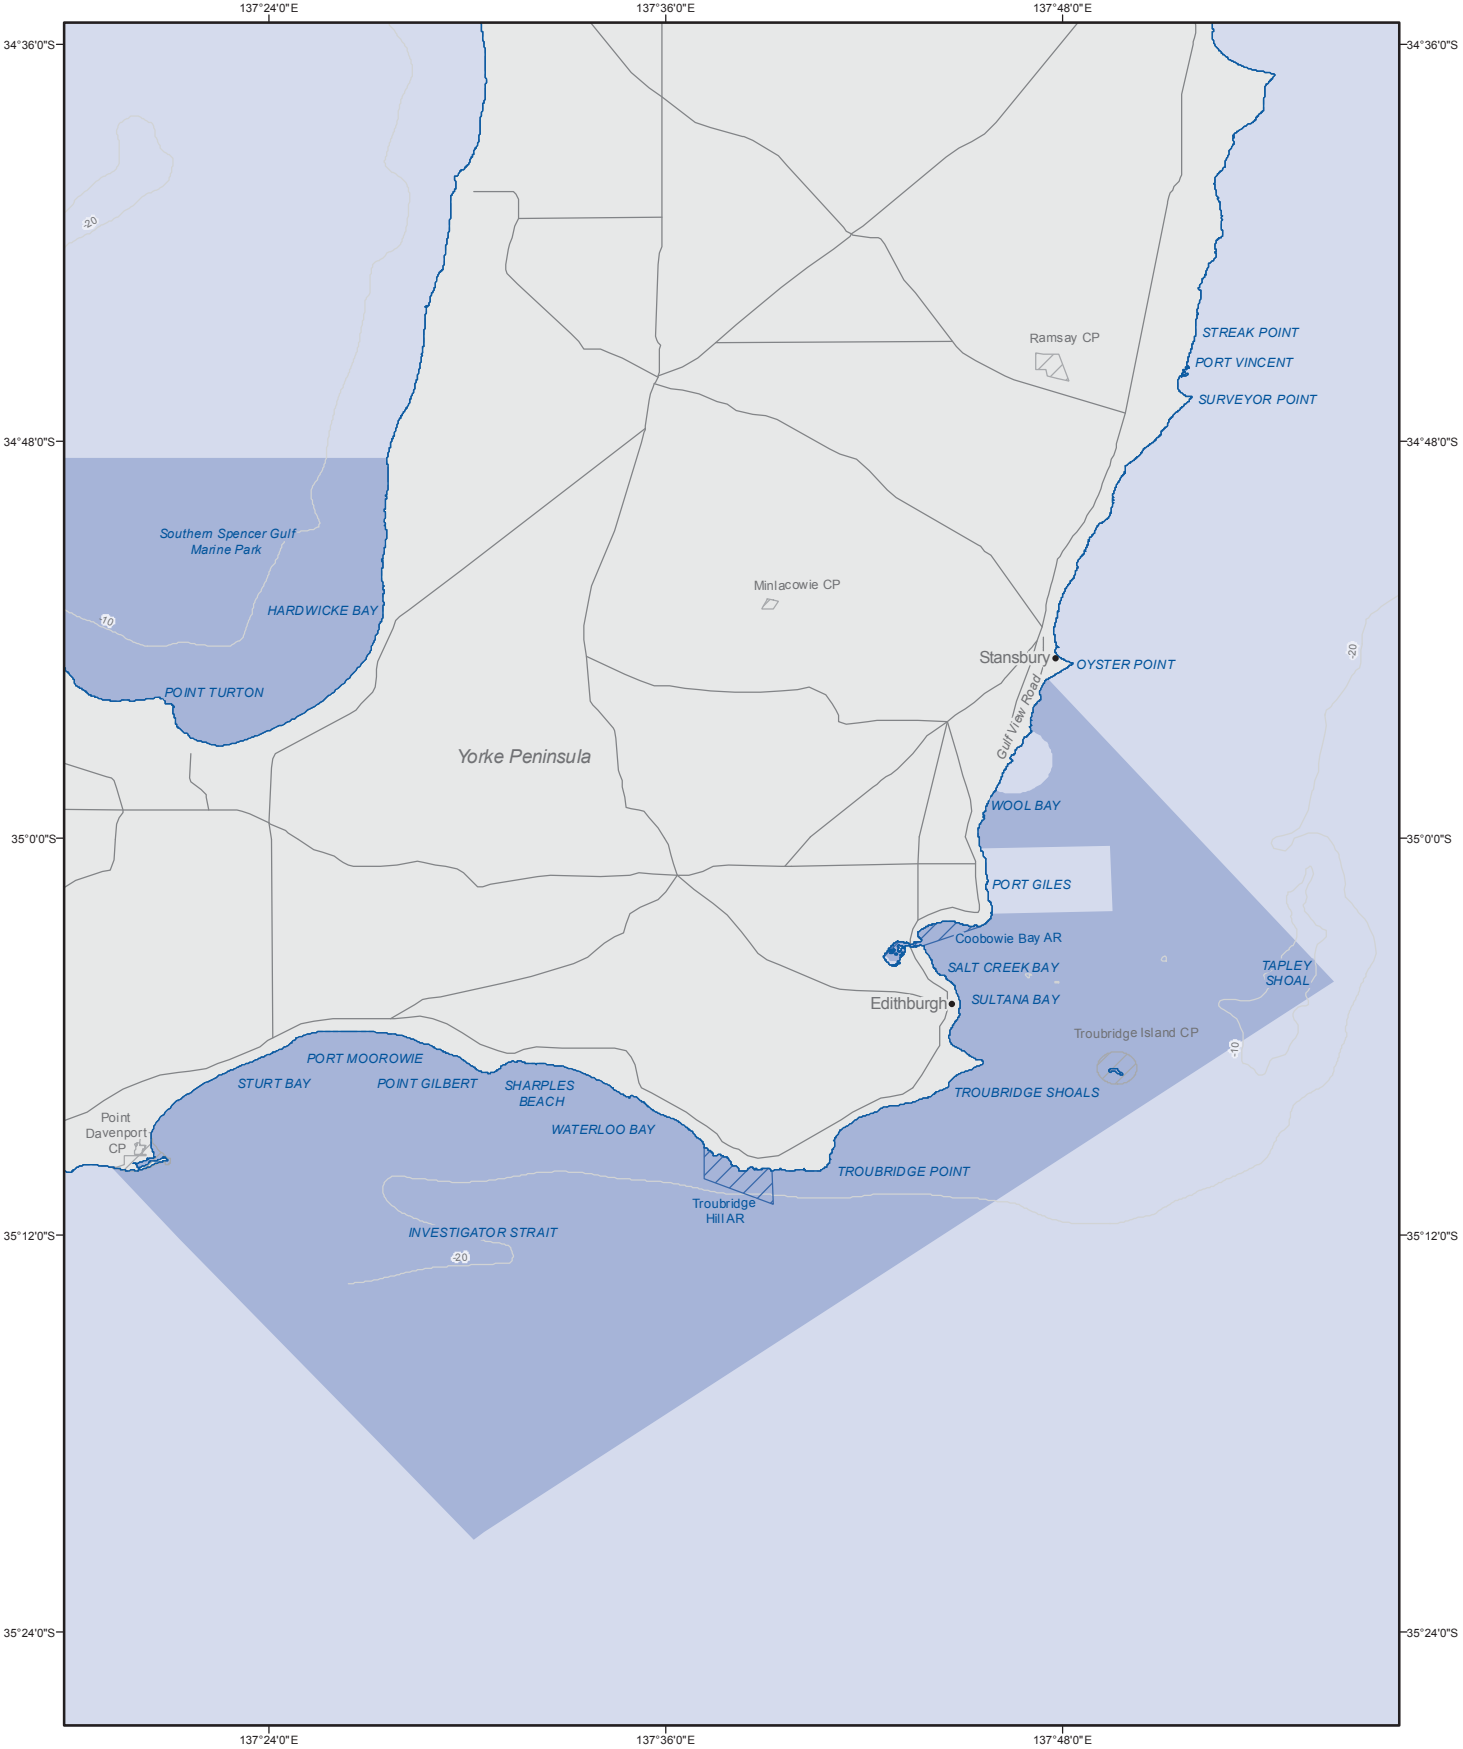 137°24'0"E
137°36'0"E
137°48'0"E
34°36'0"S
34°36'0"S
-20
STREAK POINT
Ramsay CP
PORT VINCENT
SURVEYOR POINT
34°48'0"S
34°48'0"S
Southern Spencer Gulf
Marine Park
Minlacowie CP
HARDWICKE BAY
-10
-20
Stansbury
OYSTER POINT
POINT TURTON
Gulf View Road
Yorke Peninsula
WOOL BAY
35°0'0"S
35°0'0"S
PORT GILES
Coobowie Bay AR
SALT CREEK BAY
TAPLEY
SHOAL
Edithburgh
SULTANA BAY
Troubridge Island CP
-10
PORT MOOROWIE
STURT BAY
POINT GILBERT
SHARPLES
BEACH
TROUBRIDGE SHOALS
Point
Davenport
CP
WATERLOO BAY
TROUBRIDGE POINT
Troubridge
Hill AR
INVESTIGATOR STRAIT
35°12'0"S
35°12'0"S
-20
35°24'0"S
35°24'0"S
137°24'0"E
137°36'0"E
137°48'0"E